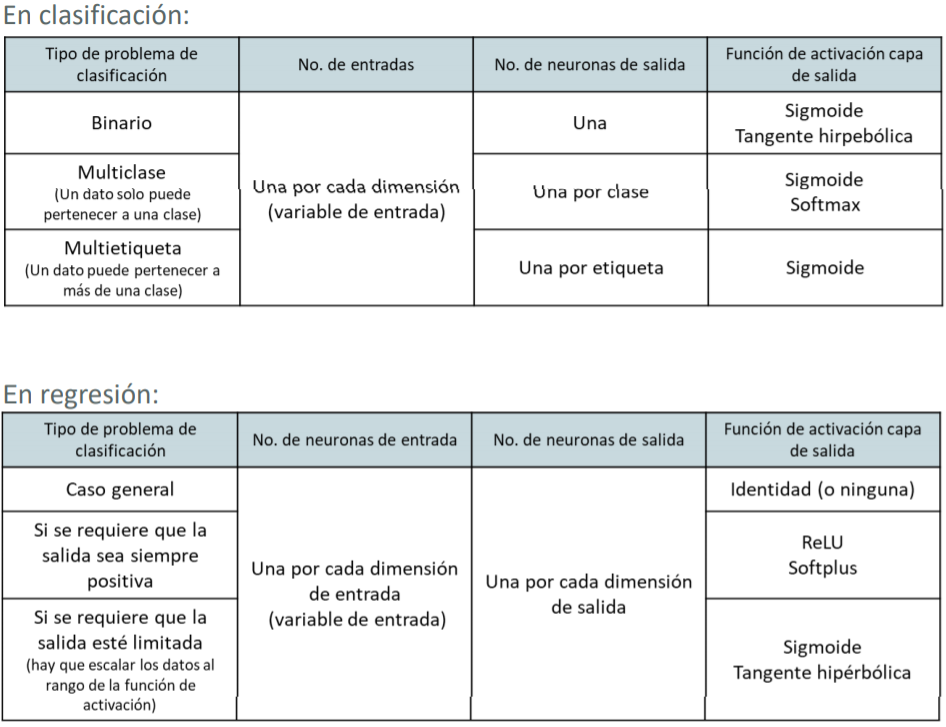 En clasificación:
Tipo de problema de
clasificación
No. de entradas
No. de neuronas de salida
Función de activación capa
de salida
Binario
Una por cada dimensión
(variable de entrada)
Una
Sigmoide
Tangente hirpebólica
Multiclase
(Un dato solo puede
pertenecer a una clase)
Una por clase
Sigmoide
Softmax
Multietiqueta
(Un dato puede pertenecer a
más de una clase)
Una por etiqueta
Sigmoide
En regresión:
Tipo de problema de
clasificación
No. de neuronas de entrada
No. de neuronas de salida
Función de activación capa
de salida
Caso general
Una por cada dimensión
de entrada
(variable de entrada)
Una por cada dimensión
de salida
Identidad (o ninguna)
Si se requiere que la
salida sea siempre
positiva
ReLU
Softplus
Si se requiere que la
salida esté limitada
(hay que escalar los datos al
rango de la función de
activación)
Sigmoide
Tangente hipérbólica